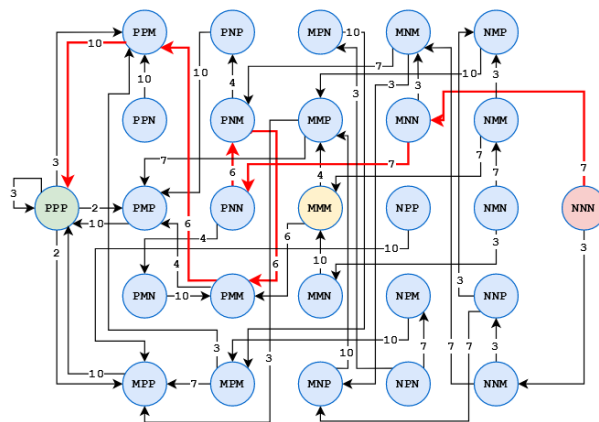 PPM PNP MPN MNM NMP
10 10 7 3 10
10 4 3 3 3
PPN PNM MMP MNN NMM
3 7 6 4 7 7 7 7
3 PPP 2 PMP PNN MMM NPP NMN NNN
10 4 6
2 6 4 6 10 3 3
PMN 10 PMM MMN NPM NNP
3 3 10 10 7 7 7 3
10 7
MPP MPM MNP NPN NNM